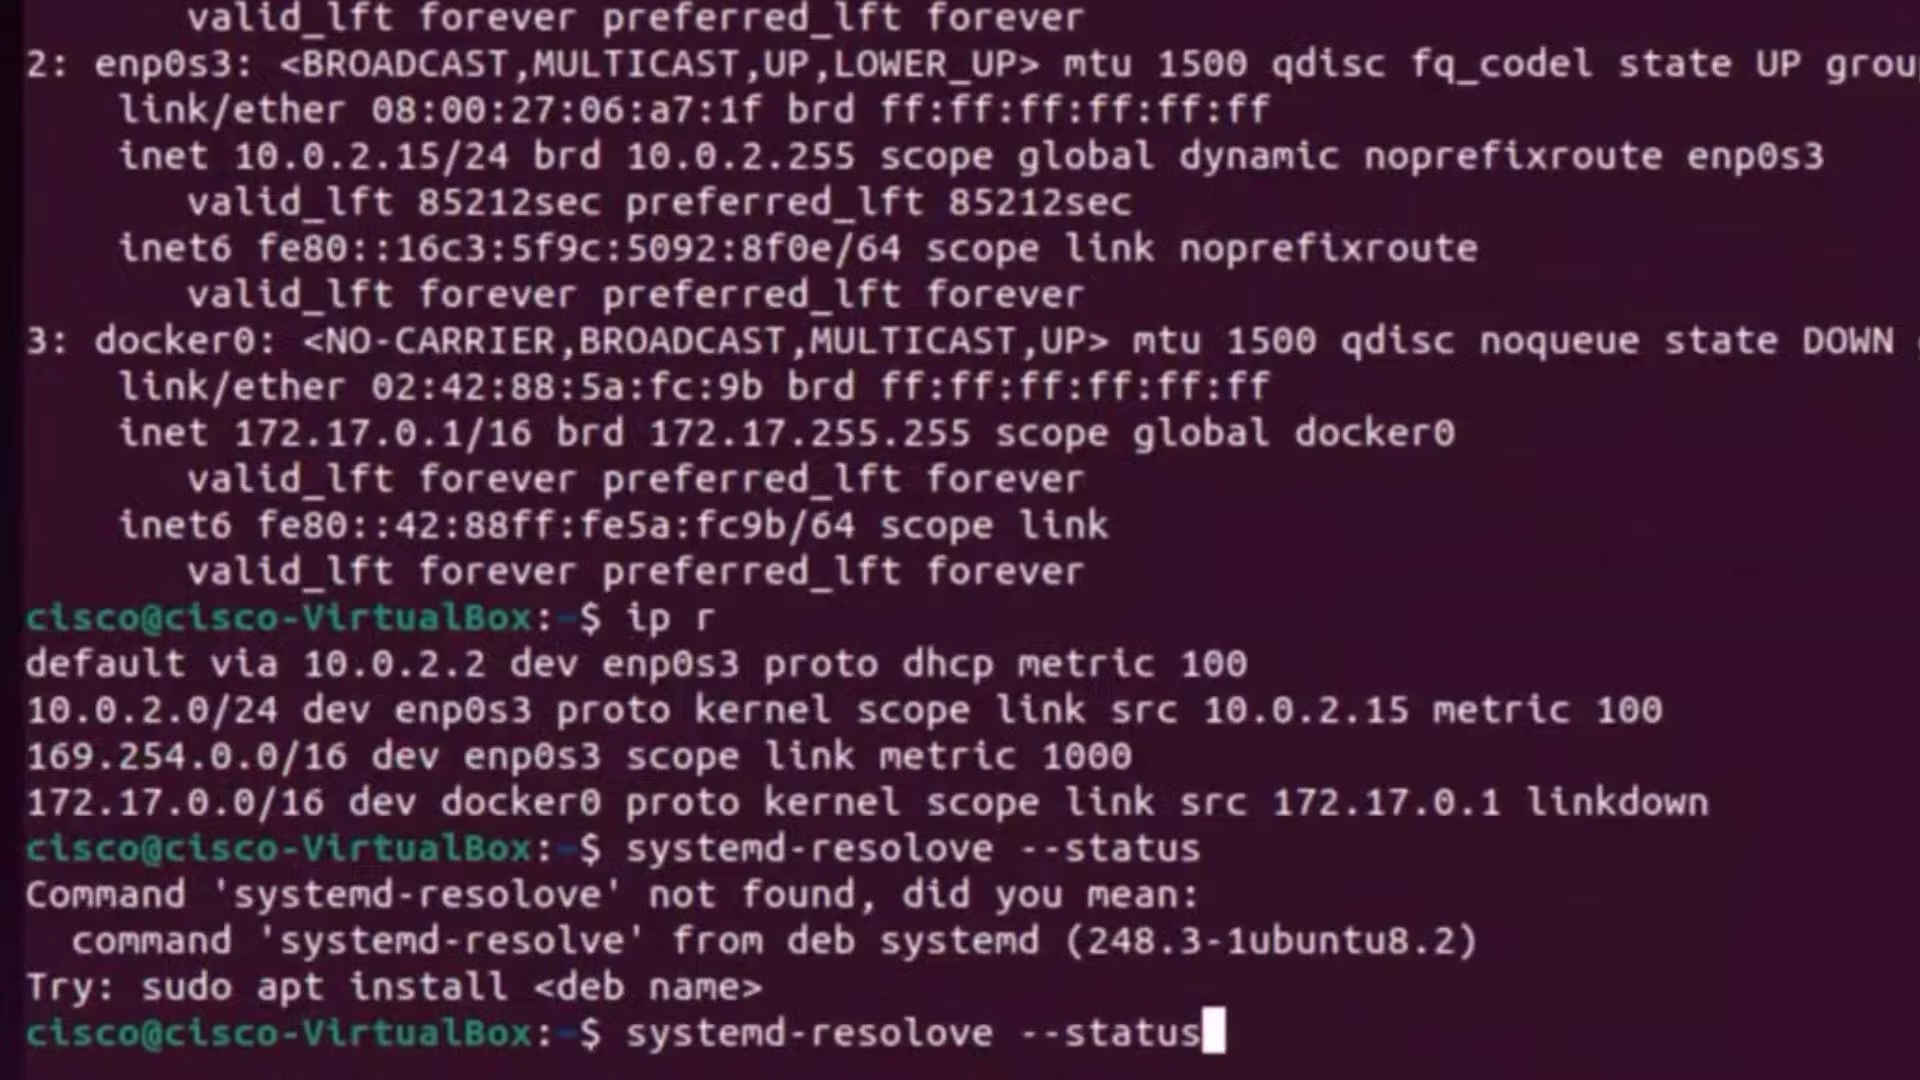 valid_lft forever preferred_lft forever
2: enp0s3: <BROADCAST,MULTICAST,UP,LOWER_UP> mtu 1500 qdisc fq_codel state UP grou
link/ether 08:00:27:06:a7:1f brd ff:ff:ff:ff:ff:ff
inet 10.0.2.15/24 brd 10.0.2.255 scope global dynamic noprefixroute enp0s3
valid_lft 85212sec preferred_lft 85212sec
inet6 fe80::16c3:5f9c:5092:8f0e/64 scope link noprefixroute
valid_lft forever preferred_lft forever
3: docker0: <NO-CARRIER,BROADCAST,MULTICAST,UP> mtu 1500 qdisc noqueue state DOWN
link/ether 02:42:88:5a:fc:9b brd ff:ff:ff:ff:ff:ff
inet 172.17.0.1/16 brd 172.17.255.255 scope global docker0
valid_lft forever preferred_lft forever
inet6 fe80::42:88ff:fe5a:fc9b/64 scope link
valid_lft forever preferred_lft forever
cisco@cisco-VirtualBox:~$ ip r
default via 10.0.2.2 dev enp0s3 proto dhcp metric 100
10.0.2.0/24 dev enp0s3 proto kernel scope link src 10.0.2.15 metric 100
169.254.0.0/16 dev enp0s3 scope link metric 1000
172.17.0.0/16 dev docker0 proto kernel scope link src 172.17.0.1 linkdown
cisco@cisco-VirtualBox:~$ systemd-resolove --status
Command 'systemd-resolove' not found, did you mean:
command 'systemd-resolve' from deb systemd (248.3-1ubuntu8.2)
Try: sudo apt install <deb name>
cisco@cisco-VirtualBox:~$ systemd-resolove --status